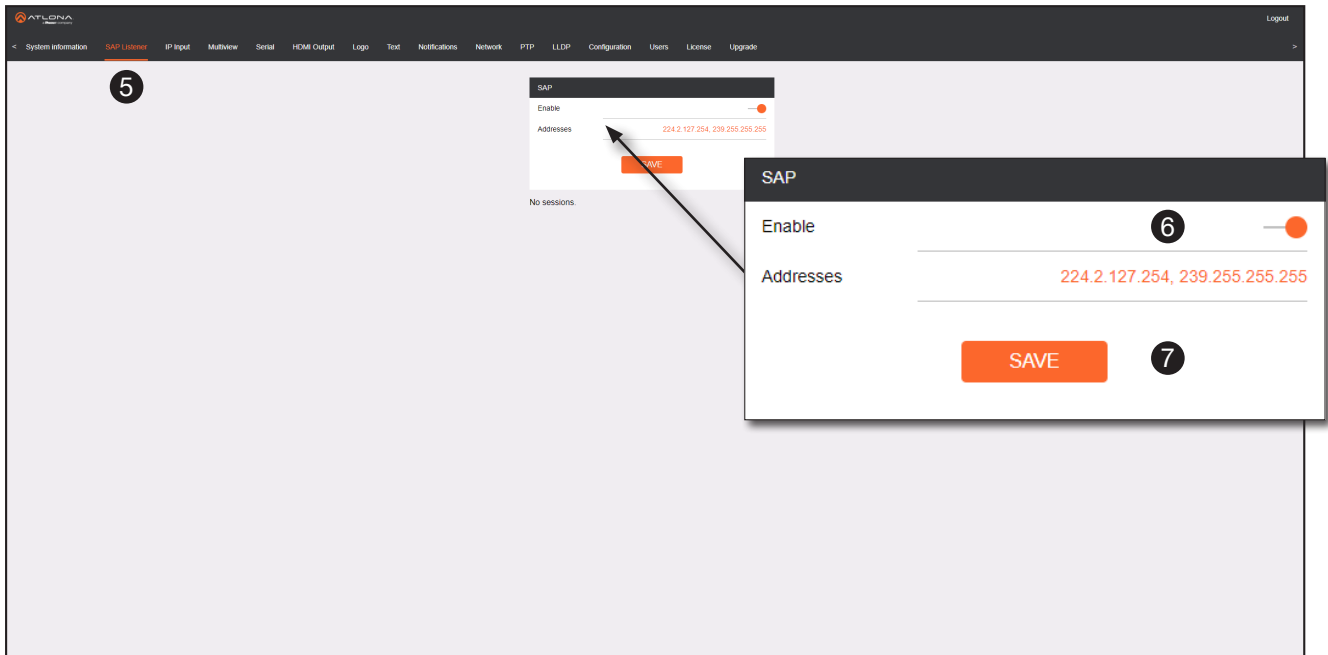 ATLONA
Logout
< System information SAP Listener IP Input Multiview Serial HDMI Output Logo Text Notifications Network PTP LLDP Configuration Users License Upgrade >
5
SAP
Enable
Addresses 224.2.127.254, 239.255.255.255
SAVE
No sessions.
SAP
Enable 6
Addresses 224.2.127.254, 239.255.255.255
SAVE 7